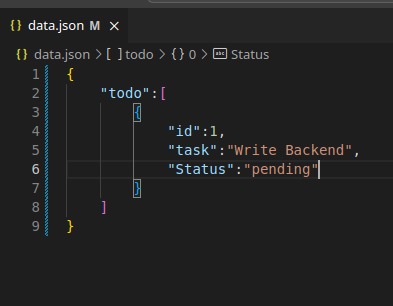 {} data.json M ×
{} data.json > [ ] todo > {} 0 > abc Status
1 {
2 "todo":[
3 {
4 "id":1,
5 "task":"Write Backend",
6 "Status":"pending"
7 }
8 ]
9 }